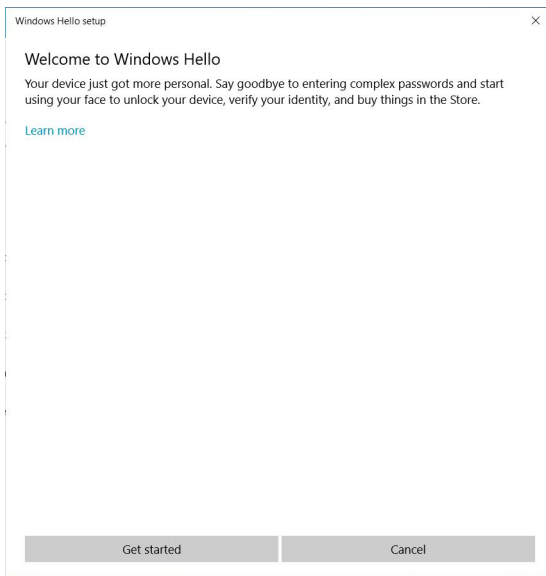 Windows Hello setup
Welcome to Windows Hello
Your device just got more personal. Say goodbye to entering complex passwords and start
using your face to unlock your device, verify your identity, and buy things in the Store.
Learn more
Get started
Cancel